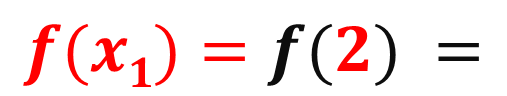 f(x₁) = f(2) =